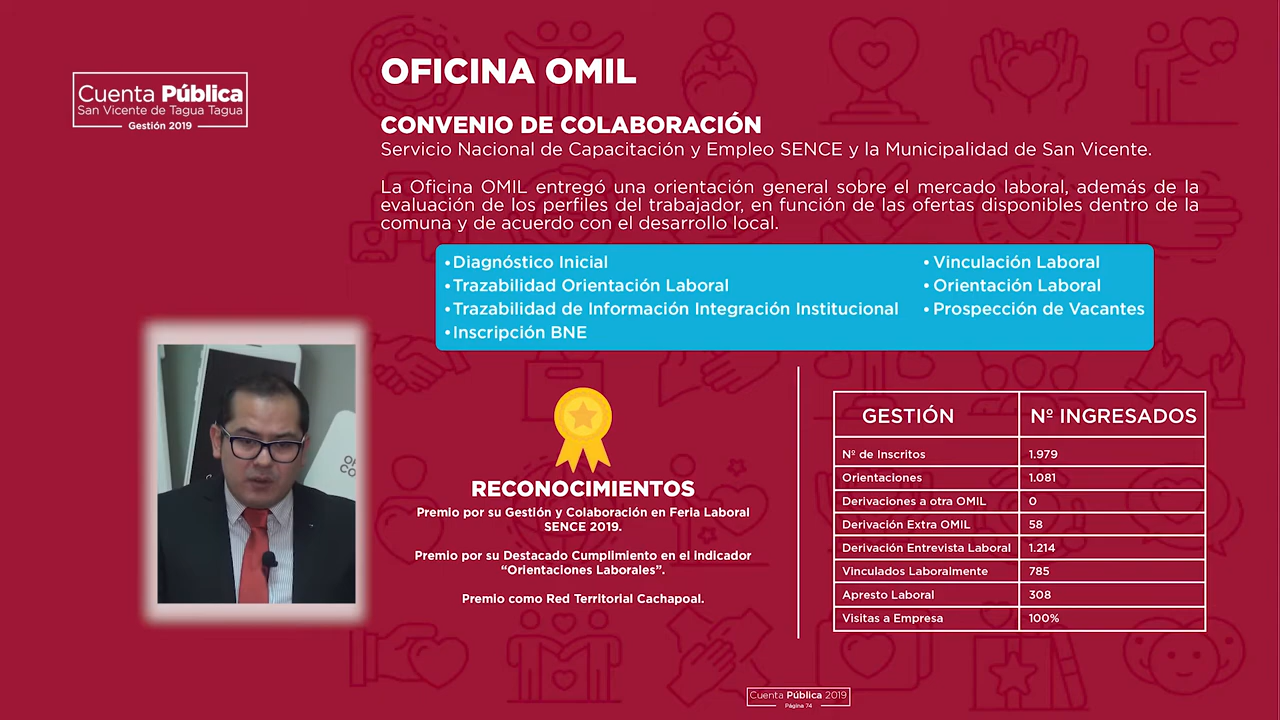 Cuenta Pública
San Vicente de Tagua Tagua
Gestión 2019
OFICINA OMIL
CONVENIO DE COLABORACIÓN
Servicio Nacional de Capacitación y Empleo SENCE y la Municipalidad de San Vicente.
La Oficina OMIL entregó una orientación general sobre el mercado laboral, además de la
evaluación de los perfiles del trabajador, en función de las ofertas disponibles dentro de la
comuna y de acuerdo con el desarrollo local.
•Diagnóstico Inicial
•Trazabilidad Orientación Laboral
•Trazabilidad de Información Integración Institucional
•Inscripción BNE
• Vinculación Laboral
• Orientación Laboral
• Prospección de Vacantes
RECONOCIMIENTOS
Premio por su Gestión y Colaboración en Feria Laboral
SENCE 2019.
Premio por su Destacado Cumplimiento en el Indicador
“Orientaciones Laborales”.
Premio como Red Territorial Cachapoal.
GESTIÓN Nº INGRESADOS
Nº de Inscritos 1.979
Orientaciones 1.081
Derivaciones a otra OMIL 0
Derivación Extra OMIL 58
Derivación Entrevista Laboral 1.214
Vinculados Laboralmente 785
Apresto Laboral 308
Visitas a Empresa 100%
Cuenta Pública 2019
Página 74